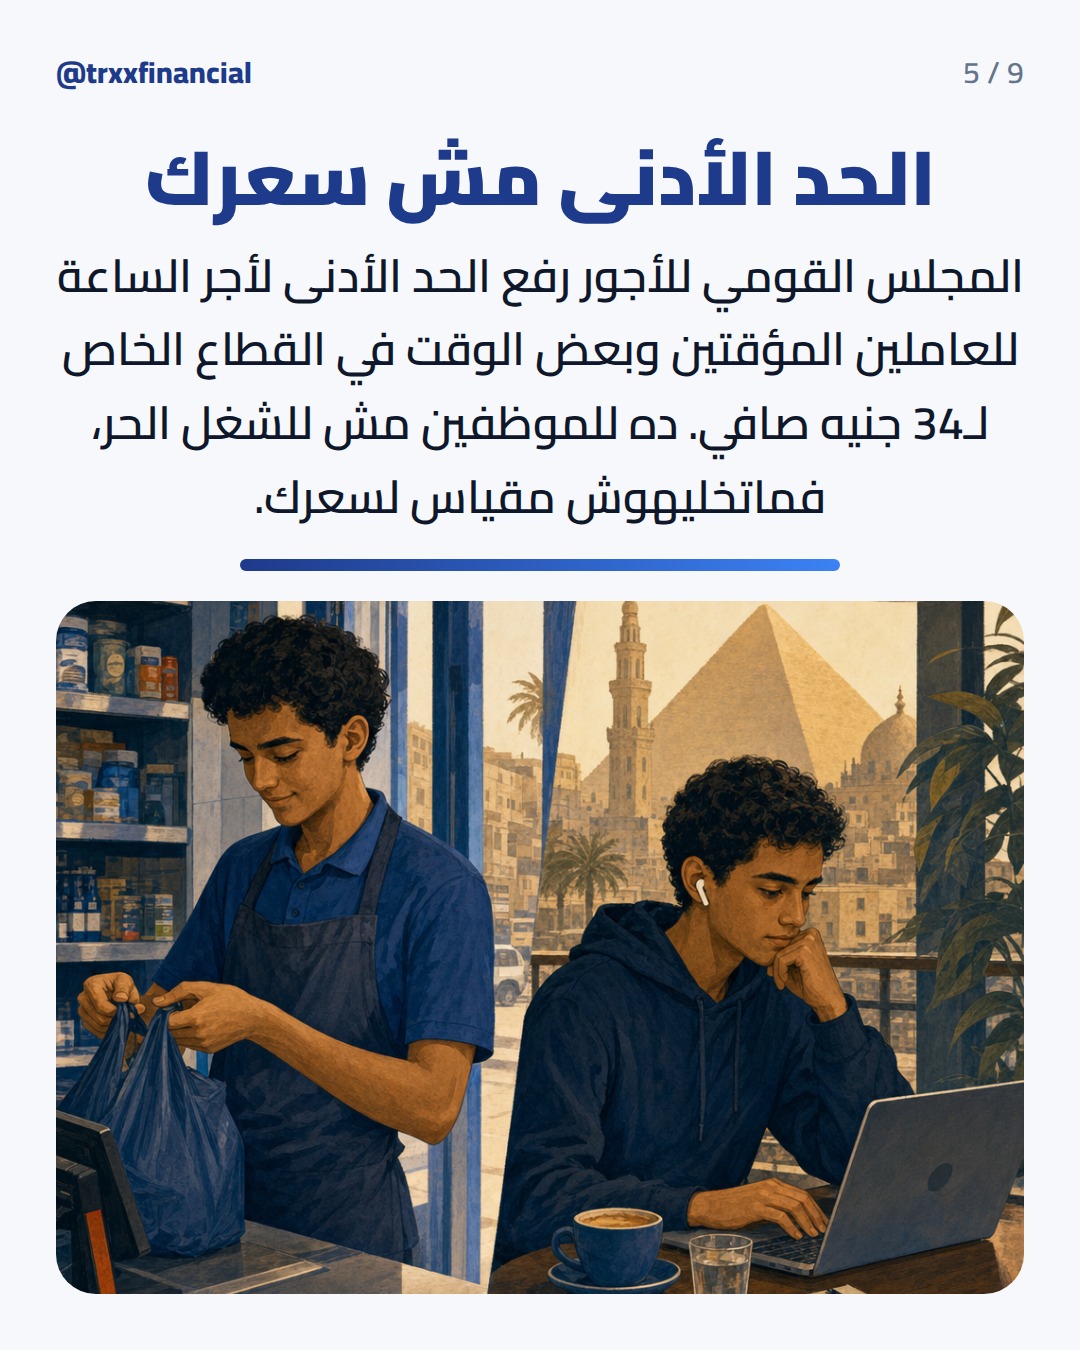 @trxxfinancial
5 / 9
الحد الأدنى مش سعرك
المجلس القومي للأجور رفع الحد الأدنى لأجر الساعة
للعاملين المؤقتين وبعض الوقت في القطاع الخاص
لـ34 جنيه صافي. ده للموظفين مش للشغل الحر،
فماتخليهوش مقياس لسعرك.